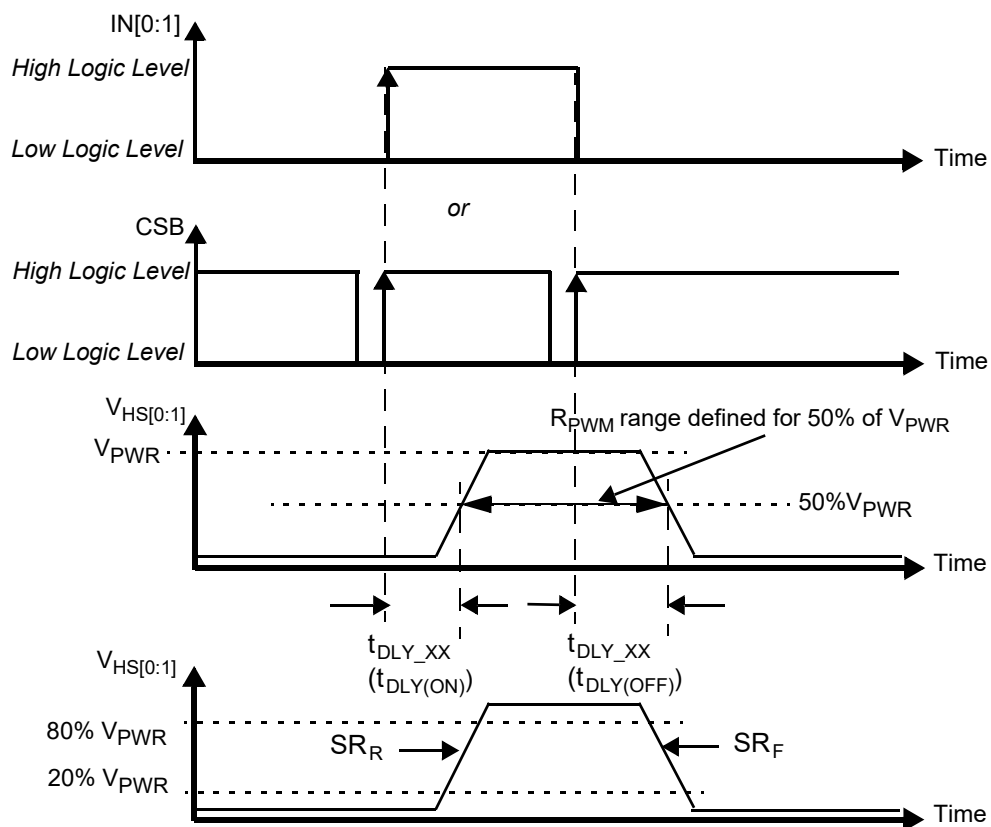 IN[0:1]
High Logic Level
Low Logic Level
Time
or
CSB
High Logic Level
Low Logic Level
Time
VHS[0:1]
RPWM range defined for 50% of VPWR
VPWR
50%VPWR
Time
tDLY_XX
(tDLY(ON))
tDLY_XX
(tDLY(OFF))
VHS[0:1]
80% VPWR
SRR
SRF
20% VPWR
Time